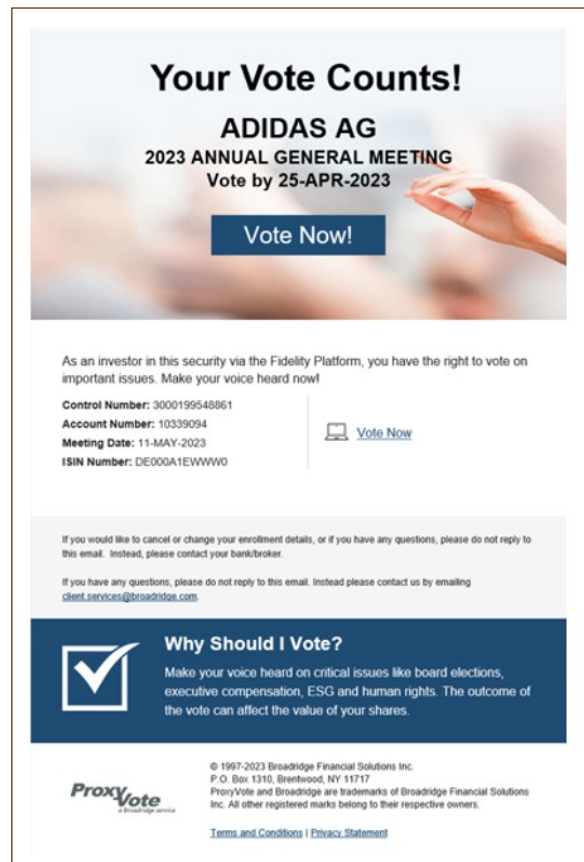 Your Vote Counts!
ADIDAS AG
2023 ANNUAL GENERAL MEETING
Vote by 25-APR-2023
Vote Now!
As an investor in this security via the Fidelity Platform, you have the right to vote on
important issues. Make your voice heard now!
Control Number: 3000199548861
Account Number: 10339094
Meeting Date: 11-MAY-2023
ISIN Number: DE000A1EWWW0
Vote Now
If you would like to cancel or change your enrollment details, or if you have any questions, please do not reply to
this email. Instead, please contact your bank/broker.
If you have any questions, please do not reply to this email. Instead please contact us by emailing
client.services@broadridge.com.
Why Should I Vote?
Make your voice heard on critical issues like board elections,
executive compensation, ESG and human rights. The outcome of
the vote can affect the value of your shares.
ProxyVote
a Broadridge service
© 1997-2023 Broadridge Financial Solutions Inc.
P.O. Box 1310, Brentwood, NY 11717
ProxyVote and Broadridge are trademarks of Broadridge Financial Solutions
Inc. All other registered marks belong to their respective owners.
Terms and Conditions | Privacy Statement